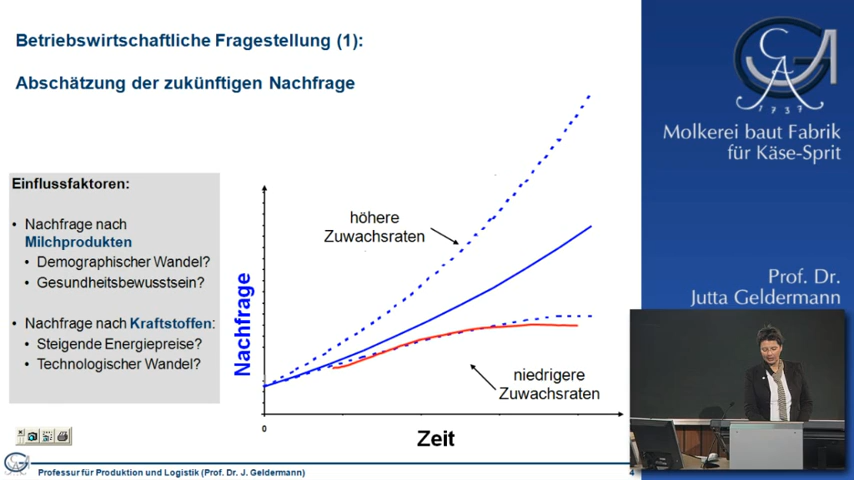 Betriebswirtschaftliche Fragestellung (1):
Abschätzung der zukünftigen Nachfrage
Einflussfaktoren:
• Nachfrage nach
Milchprodukten
• Demographischer Wandel?
• Gesundheitsbewusstsein?
• Nachfrage nach Kraftstoffen:
• Steigende Energiepreise?
• Technologischer Wandel?
höhere
Zuwachsraten
Nachfrage
niedrigere
Zuwachsraten
0
Zeit
Professur für Produktion und Logistik (Prof. Dr. J. Geldermann)
4
GA
1737
Molkerei baut Fabrik
für Käse-Sprit
Prof. Dr.
Jutta Geldermann